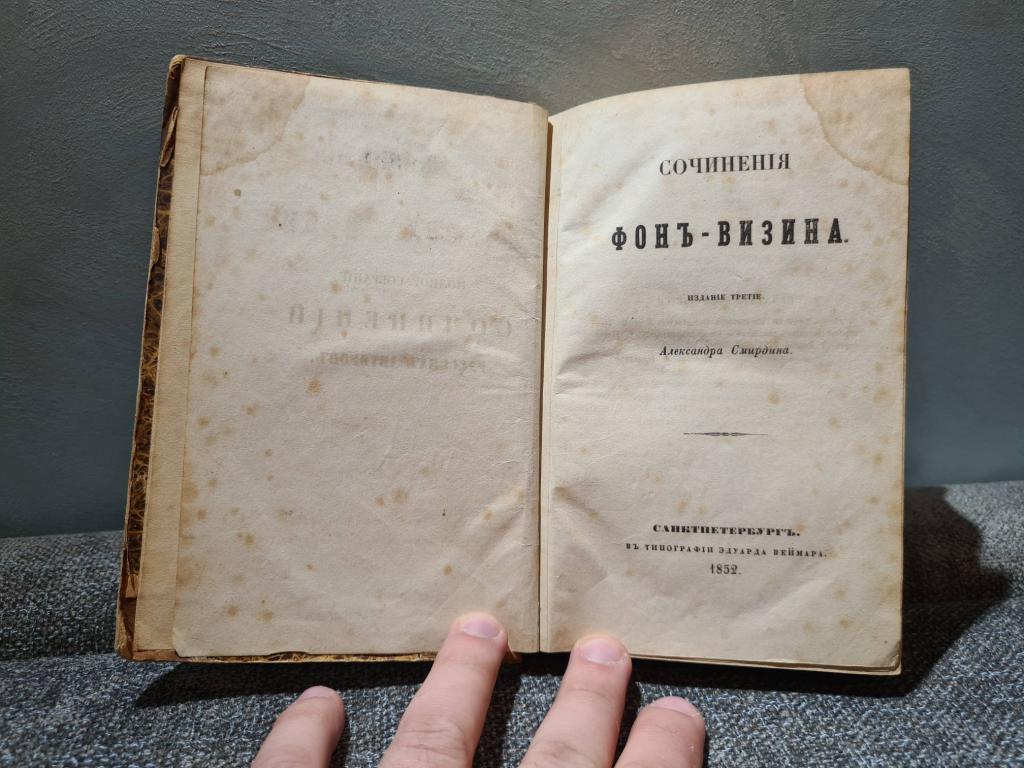 СОЧИНЕНІЯ
ФОНЪ-ВИЗИНА.
ИЗДАНІЕ ТРЕТІЕ.
Александра Смирдина.
САНКТПЕТЕРБУРГЪ.
ВЪ ТИПОГРАФІИ ЭДУАРДА ВЕЙМАРА.
1852.